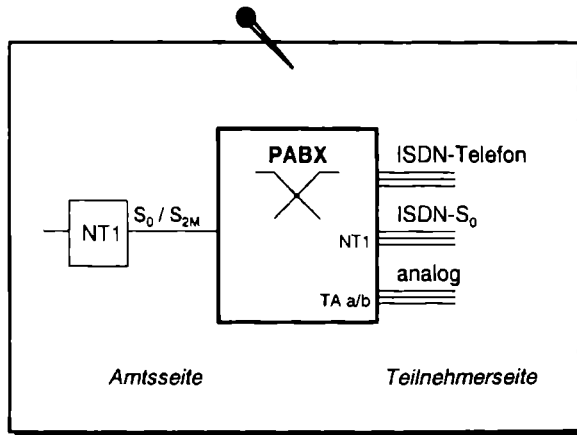 PABX
ISDN-Telefon
S₀ / S₂ₘ
NT1
ISDN-S₀
NT1
analog
TA a/b
Amtsseite
Teilnehmerseite